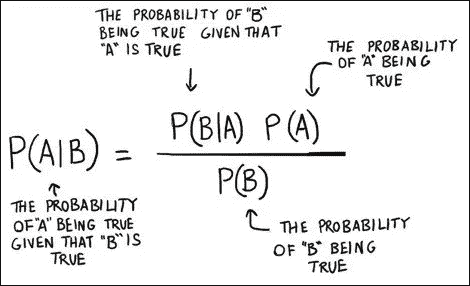 THE PROBABILITY OF "B"
BEING TRUE GIVEN THAT
"A" IS TRUE
THE PROBABILITY
OF "A" BEING
TRUE
P(A|B) = P(B|A) P(A)
P(B)
THE PROBABILITY
OF "A" BEING TRUE
GIVEN THAT "B" IS
TRUE
THE PROBABILITY
OF "B" BEING
TRUE